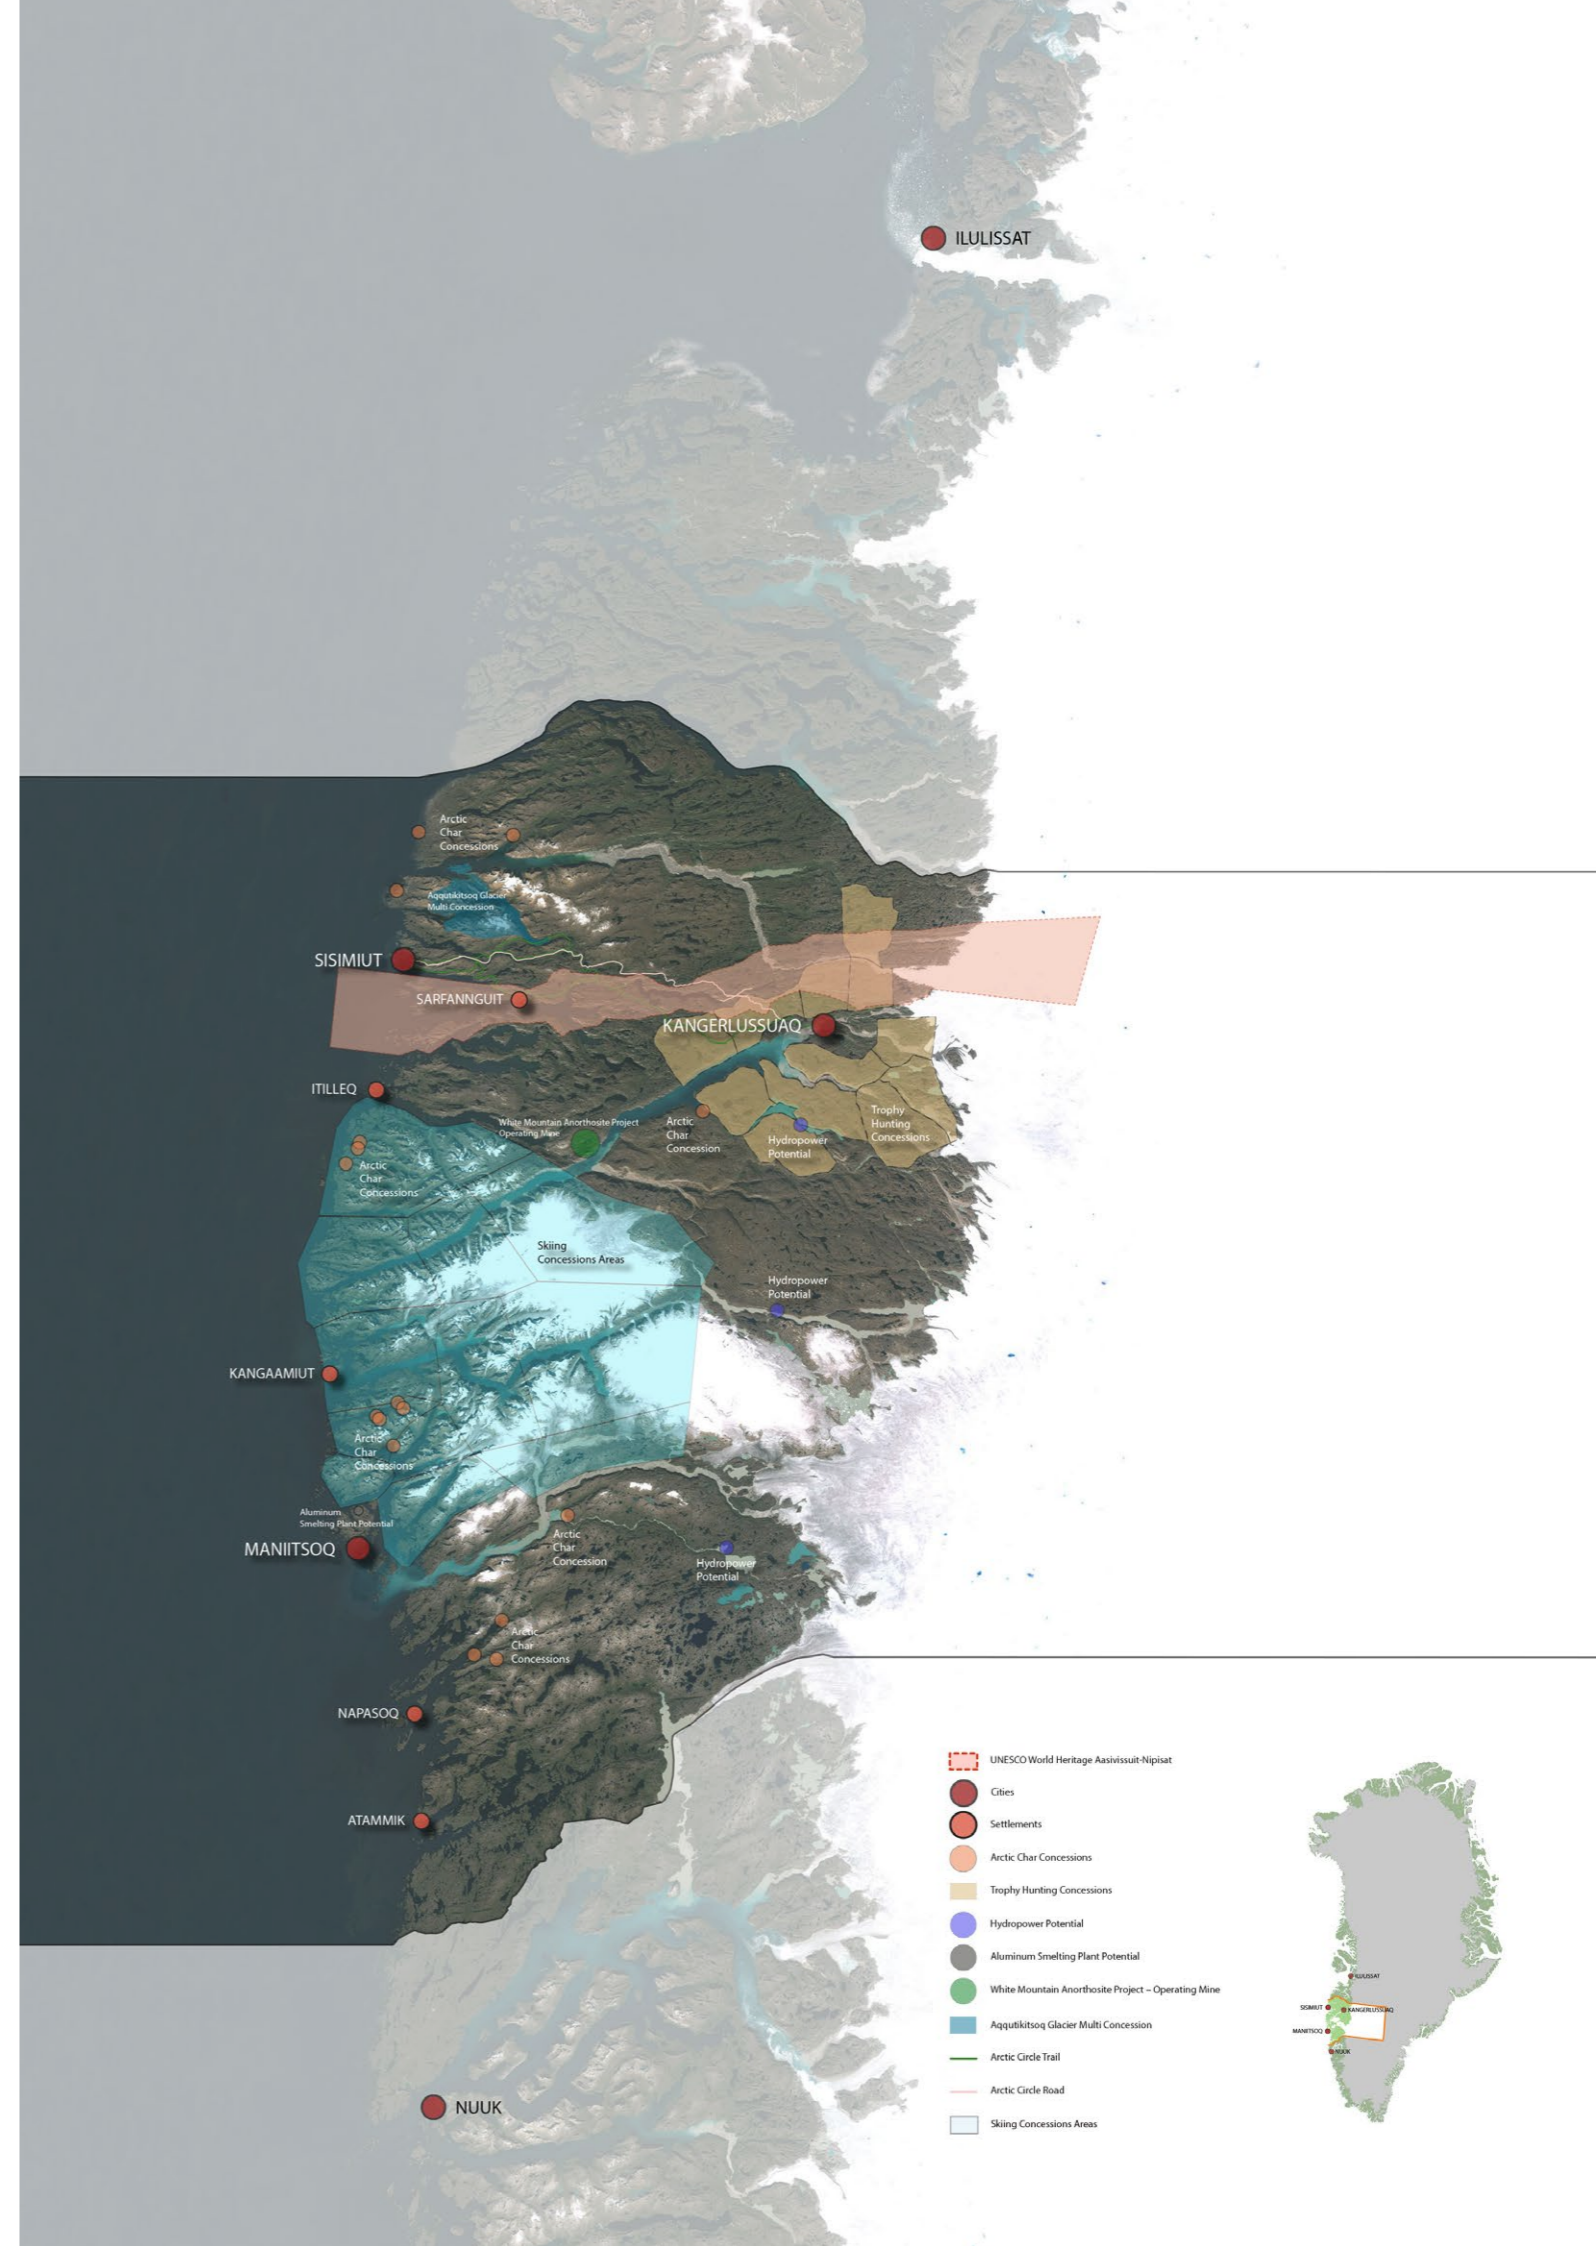 ILULISSAT
Arctic
Char
Concessions
Aqqutikitsoq Glacier
Multi Concession
SISIMIUT
SARFANNGUIT
KANGERLUSSUAQ
ITILLEQ
White Mountain Anorthosite Project
Operating Mine
Arctic
Char
Concession
Trophy
Hunting
Concessions
Hydropower
Potential
Arctic
Char
Concessions
Skiing
Concessions Areas
Hydropower
Potential
KANGAAMIUT
Arctic
Char
Concessions
Aluminum
Smelting Plant Potential
MANIITSOQ
Arctic
Char
Concession
Hydropower
Potential
Arctic
Char
Concessions
NAPASOQ
ATAMMIK
NUUK
UNESCO World Heritage Aasivissuit-Nipisat
Cities
Settlements
Arctic Char Concessions
Trophy Hunting Concessions
Hydropower Potential
Aluminum Smelting Plant Potential
White Mountain Anorthosite Project – Operating Mine
Aqqutikitsoq Glacier Multi Concession
Arctic Circle Trail
Arctic Circle Road
Skiing Concessions Areas
ILULISSAT
SISIMIUT
KANGERLUSSUAQ
MANIITSOQ
NUUK